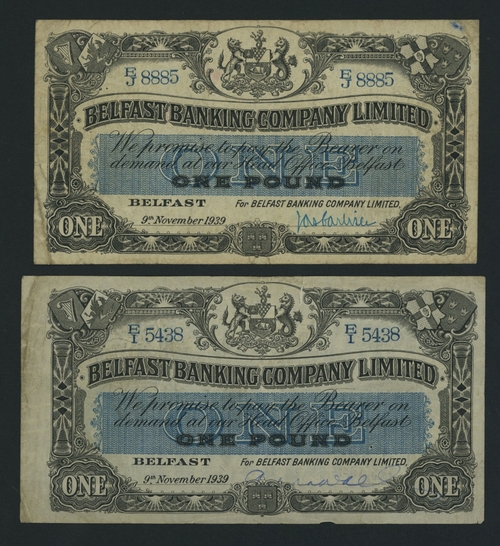 E/J 8885 E/J 8885
BELFAST BANKING COMPANY LIMITED
ONE
We promise to pay the Bearer on
demand at our Head Office Belfast
ONE POUND
BELFAST For BELFAST BANKING COMPANY LIMITED.
9th November 1939
ONE ONE
E/I 5438 E/I 5438
BELFAST BANKING COMPANY LIMITED
ONE
We promise to pay the Bearer on
demand at our Head Office Belfast
ONE POUND
BELFAST For BELFAST BANKING COMPANY LIMITED.
9th November 1939
ONE ONE